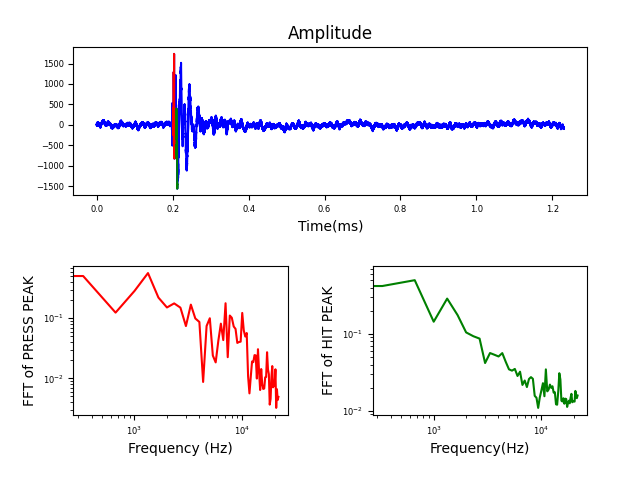 Amplitude
1500
1000
500
0
−500
−1000
−1500
0.0 0.2 0.4 0.6 0.8 1.0 1.2
Time(ms)
FFT of PRESS PEAK
10⁻¹
10⁻²
10³ 10⁴
Frequency (Hz)
FFT of HIT PEAK
10⁻¹
10⁻²
10³ 10⁴
Frequency(Hz)